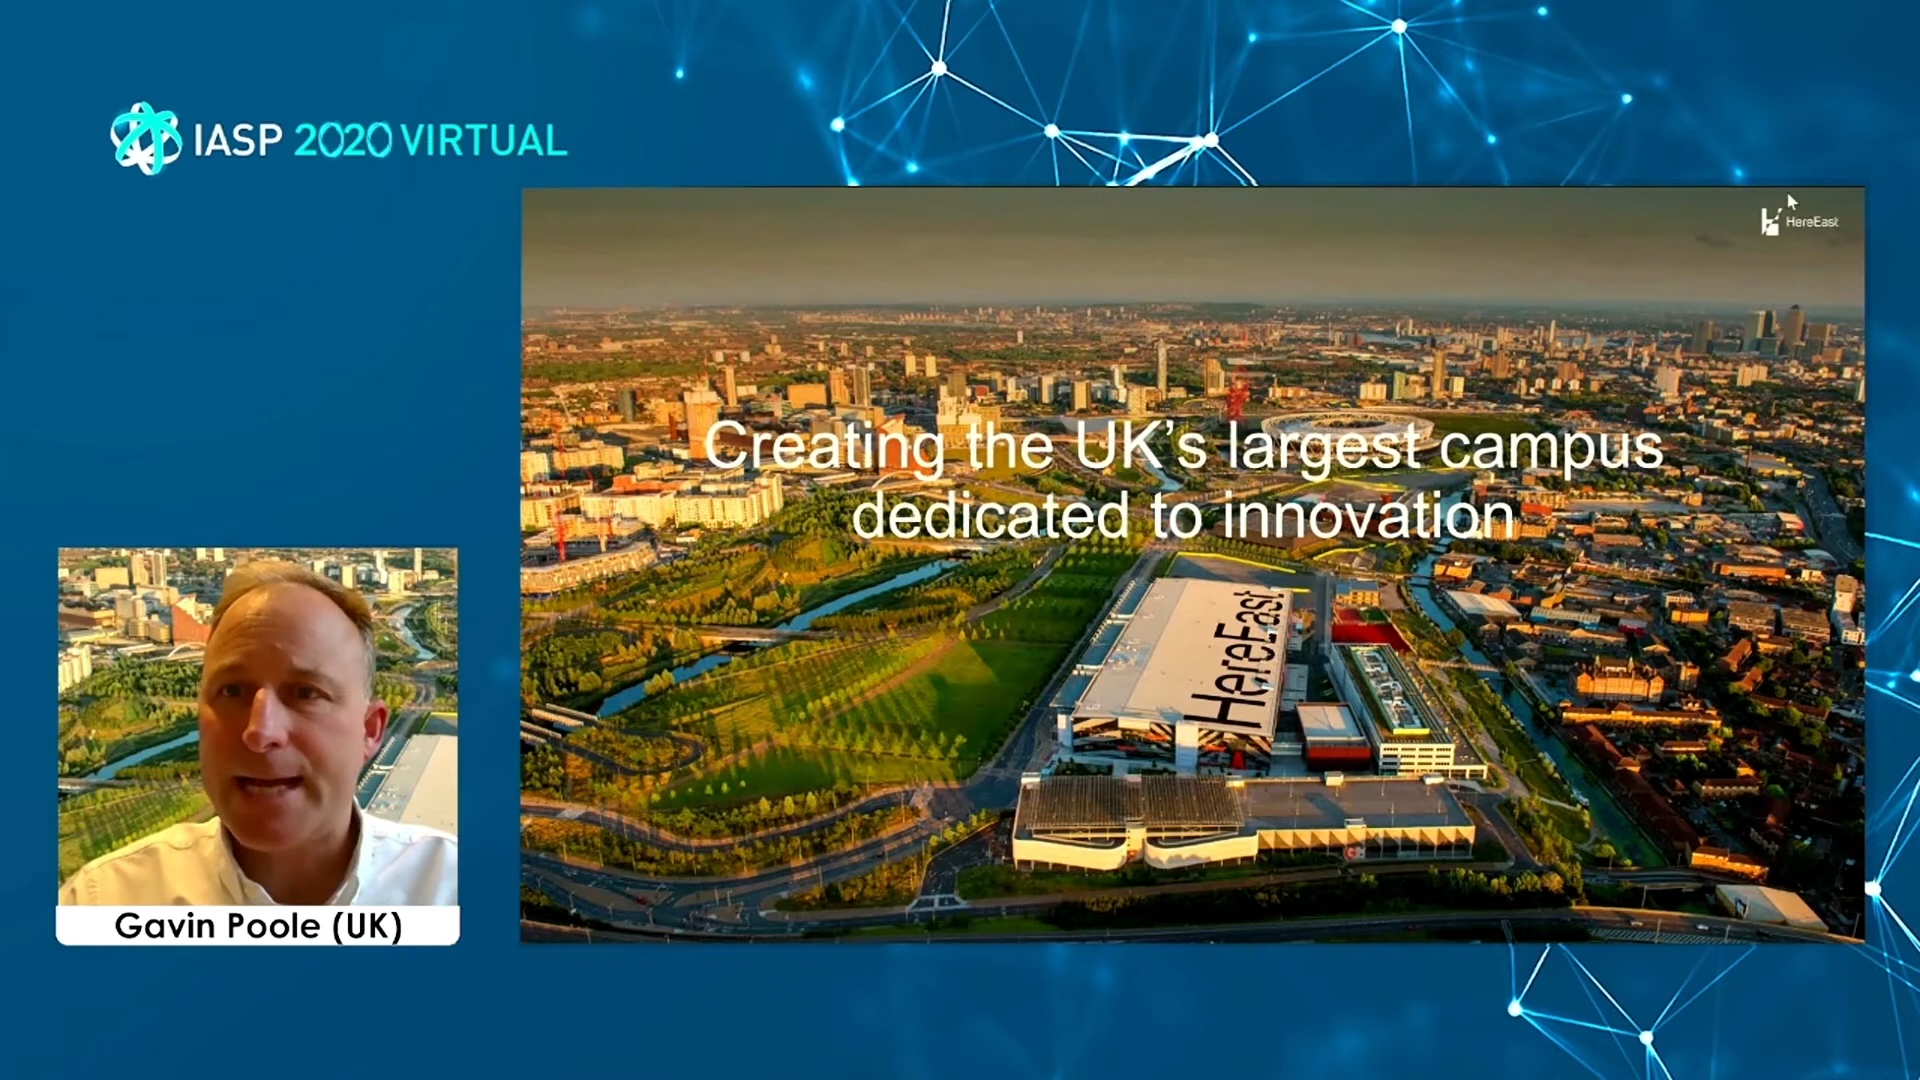 IASP 2020 VIRTUAL
HereEast
Creating the UK's largest campus
dedicated to innovation
HereEast
Gavin Poole (UK)